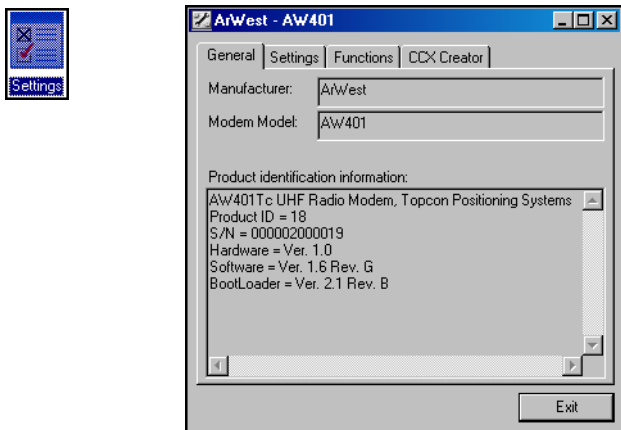 Settings
ArWest - AW401
General Settings Functions CCX Creator
Manufacturer: ArWest
Modem Model: AW401
Product identification information:
AW401Tc UHF Radio Modem, Topcon Positioning Systems
Product ID = 18
S/N = 000002000019
Hardware = Ver. 1.0
Software = Ver. 1.6 Rev. G
BootLoader = Ver. 2.1 Rev. B
Exit